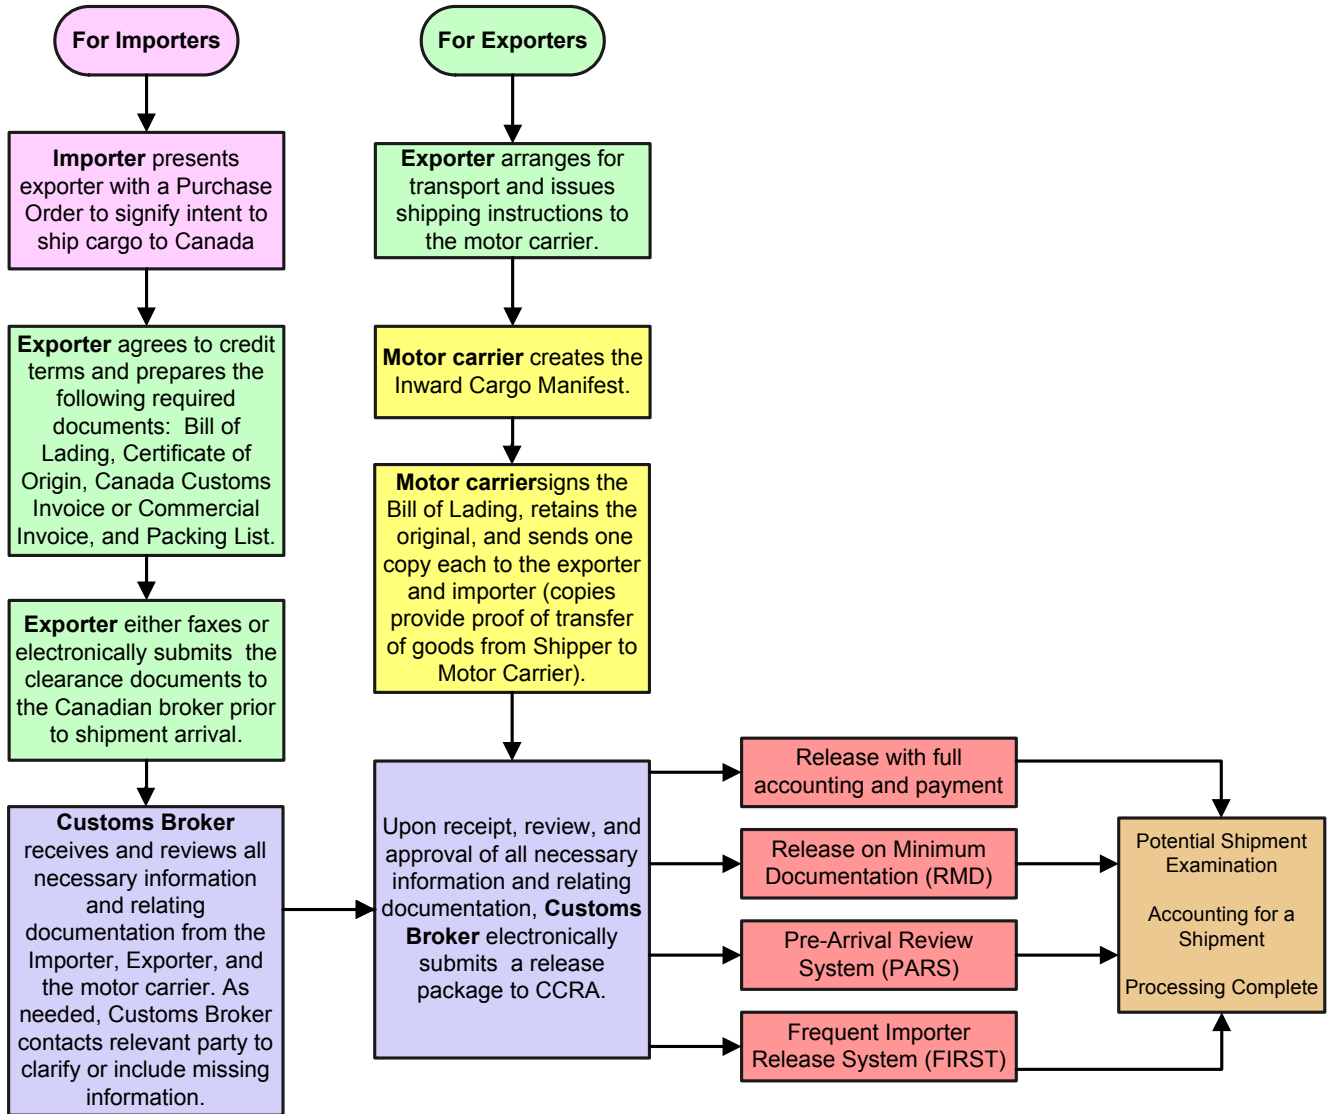 For Importers
Importer presents
exporter with a Purchase
Order to signify intent to
ship cargo to Canada
Exporter agrees to credit
terms and prepares the
following required
documents:  Bill of
Lading, Certificate of
Origin, Canada Customs
Invoice or Commercial
Invoice, and Packing List.
Exporter either faxes or
electronically submits  the
clearance documents to
the Canadian broker prior
to shipment arrival.
Customs Broker
receives and reviews all
necessary information
and relating
documentation from the
Importer, Exporter, and
the motor carrier. As
needed, Customs Broker
contacts relevant party to
clarify or include missing
information.
For Exporters
Exporter arranges for
transport and issues
shipping instructions to
the motor carrier.
Motor carrier creates the
Inward Cargo Manifest.
Motor carriersigns the
Bill of Lading, retains the
original, and sends one
copy each to the exporter
and importer (copies
provide proof of transfer
of goods from Shipper to
Motor Carrier).
Upon receipt, review, and
approval of all necessary
information and relating
documentation, Customs
Broker electronically
submits  a release
package to CCRA.
Release with full
accounting and payment
Release on Minimum
Documentation (RMD)
Pre-Arrival Review
System (PARS)
Frequent Importer
Release System (FIRST)
Potential Shipment
Examination
Accounting for a
Shipment
Processing Complete